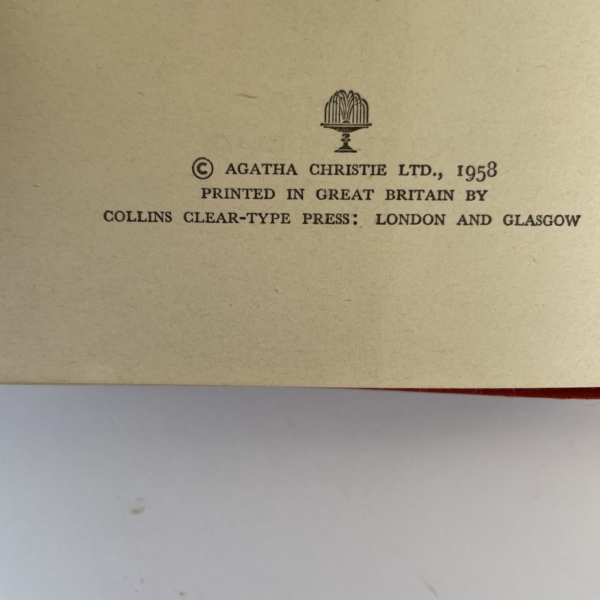 © AGATHA CHRISTIE LTD., 1958
PRINTED IN GREAT BRITAIN BY
COLLINS CLEAR-TYPE PRESS: LONDON AND GLASGOW